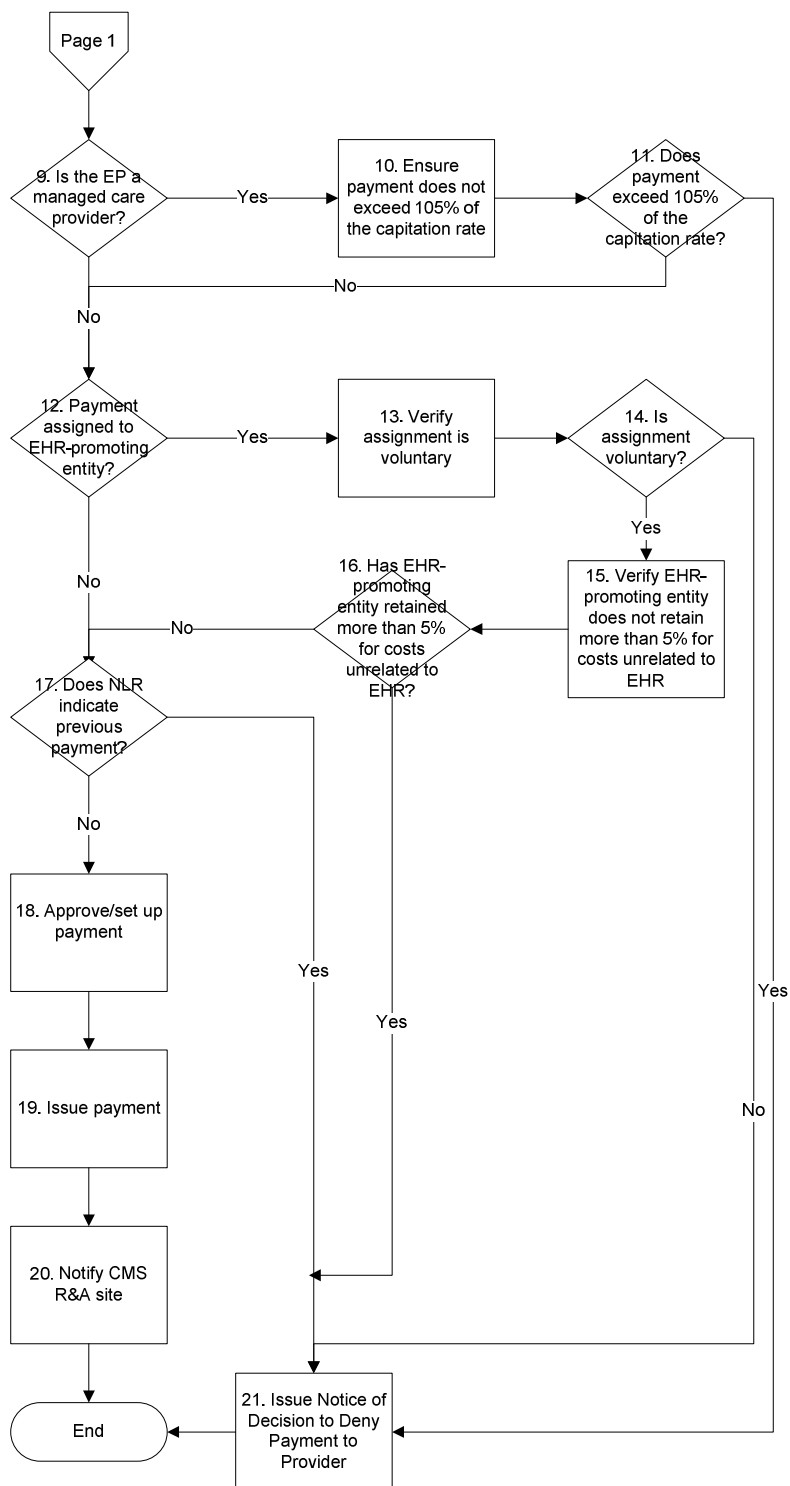 Page 1
9. Is the EP a
managed care
provider?
Yes
10. Ensure
payment does not
exceed 105% of
the capitation rate
11. Does
payment
exceed 105%
of the
capitation rate?
No
No
12. Payment
assigned to
EHR-promoting
entity?
Yes
13. Verify
assignment is
voluntary
14. Is
assignment
voluntary?
Yes
15. Verify EHR-
promoting entity
does not retain
more than 5% for
costs unrelated to
EHR
16. Has EHR-
promoting
entity retained
more than 5%
for costs
unrelated to
EHR?
No
No
17. Does NLR
indicate
previous
payment?
No
18. Approve/set up
payment
Yes
Yes
Yes
No
19. Issue payment
20. Notify CMS
R&A site
21. Issue Notice of
Decision to Deny
Payment to
Provider
End